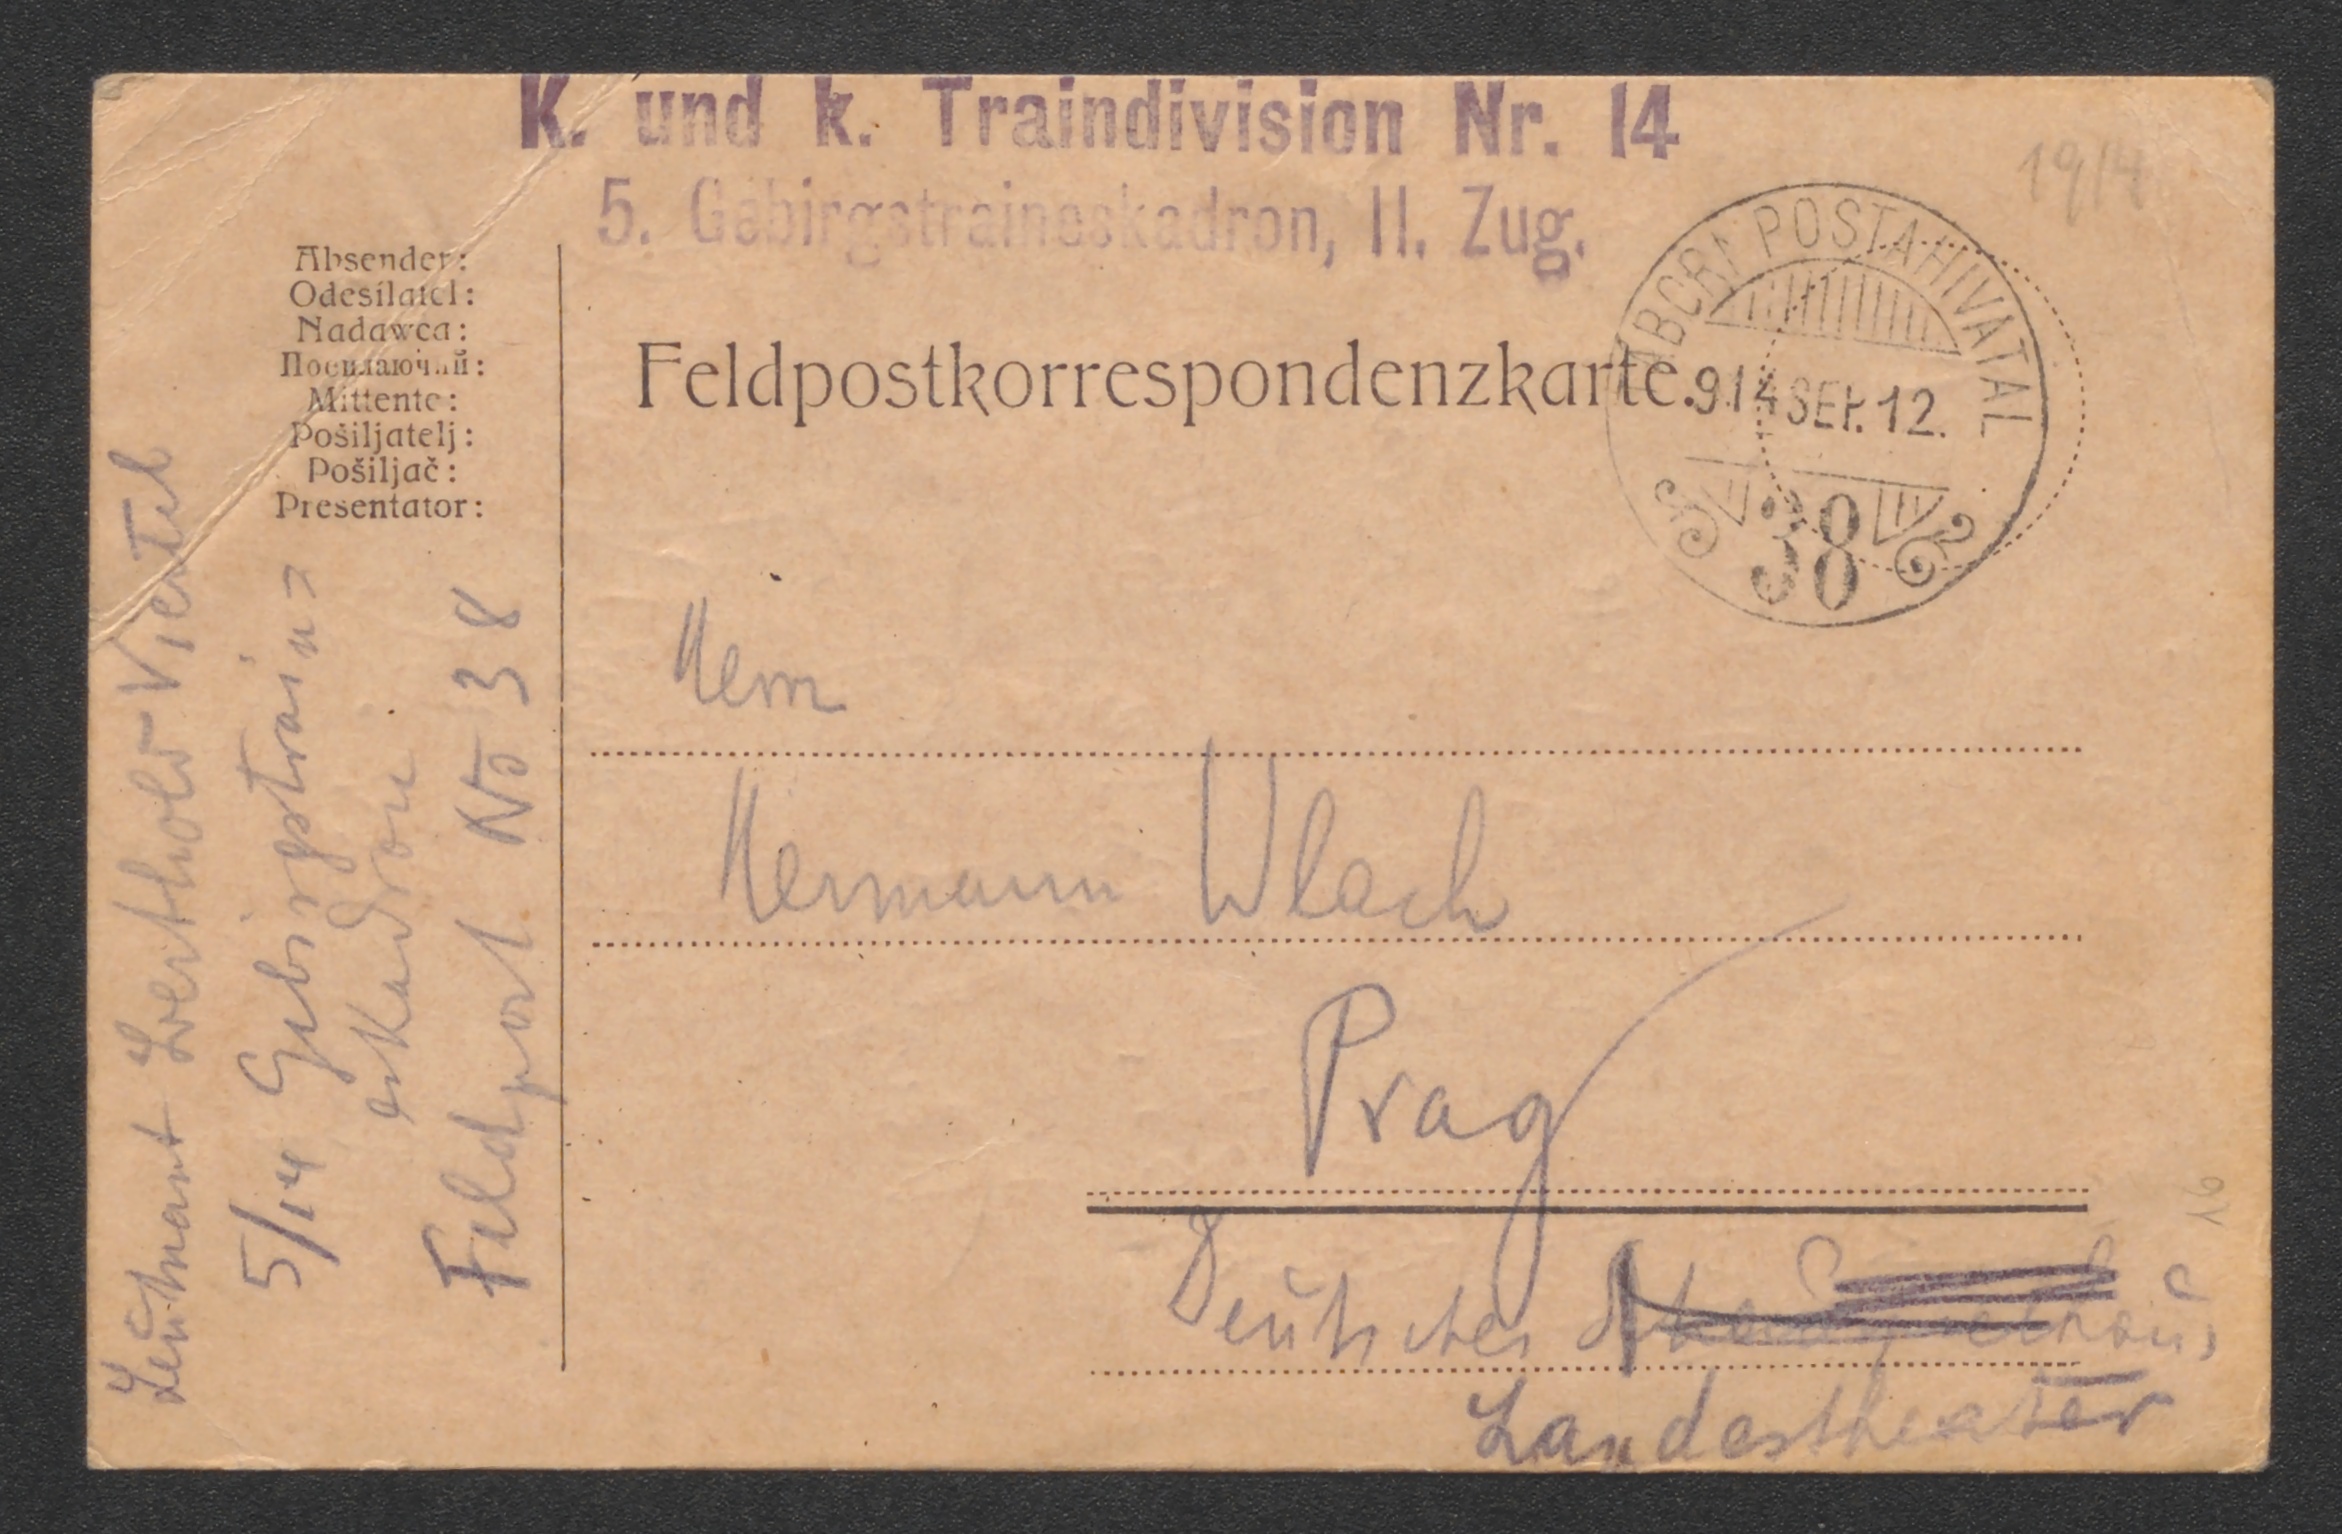 K. und k. Traindivision Nr. 14
5. Gebirgstraineskadron, II. Zug.
1914
TÁBORI POSTAHIVATAL
914 SEP. 12.
38
Absender:
Odesílatel:
Nadawca:
Посилаючий:
Mittente:
Pošiljatelj:
Pošiljač:
Presentator:
Feldpostkorrespondenzkarte.
Leutnant Berthold Viertel
5/14 Gebirgstrain=
eskadron
Feldpost No 38
Herrn
Hermann Wlach
Prag
Deutsches
Landestheater